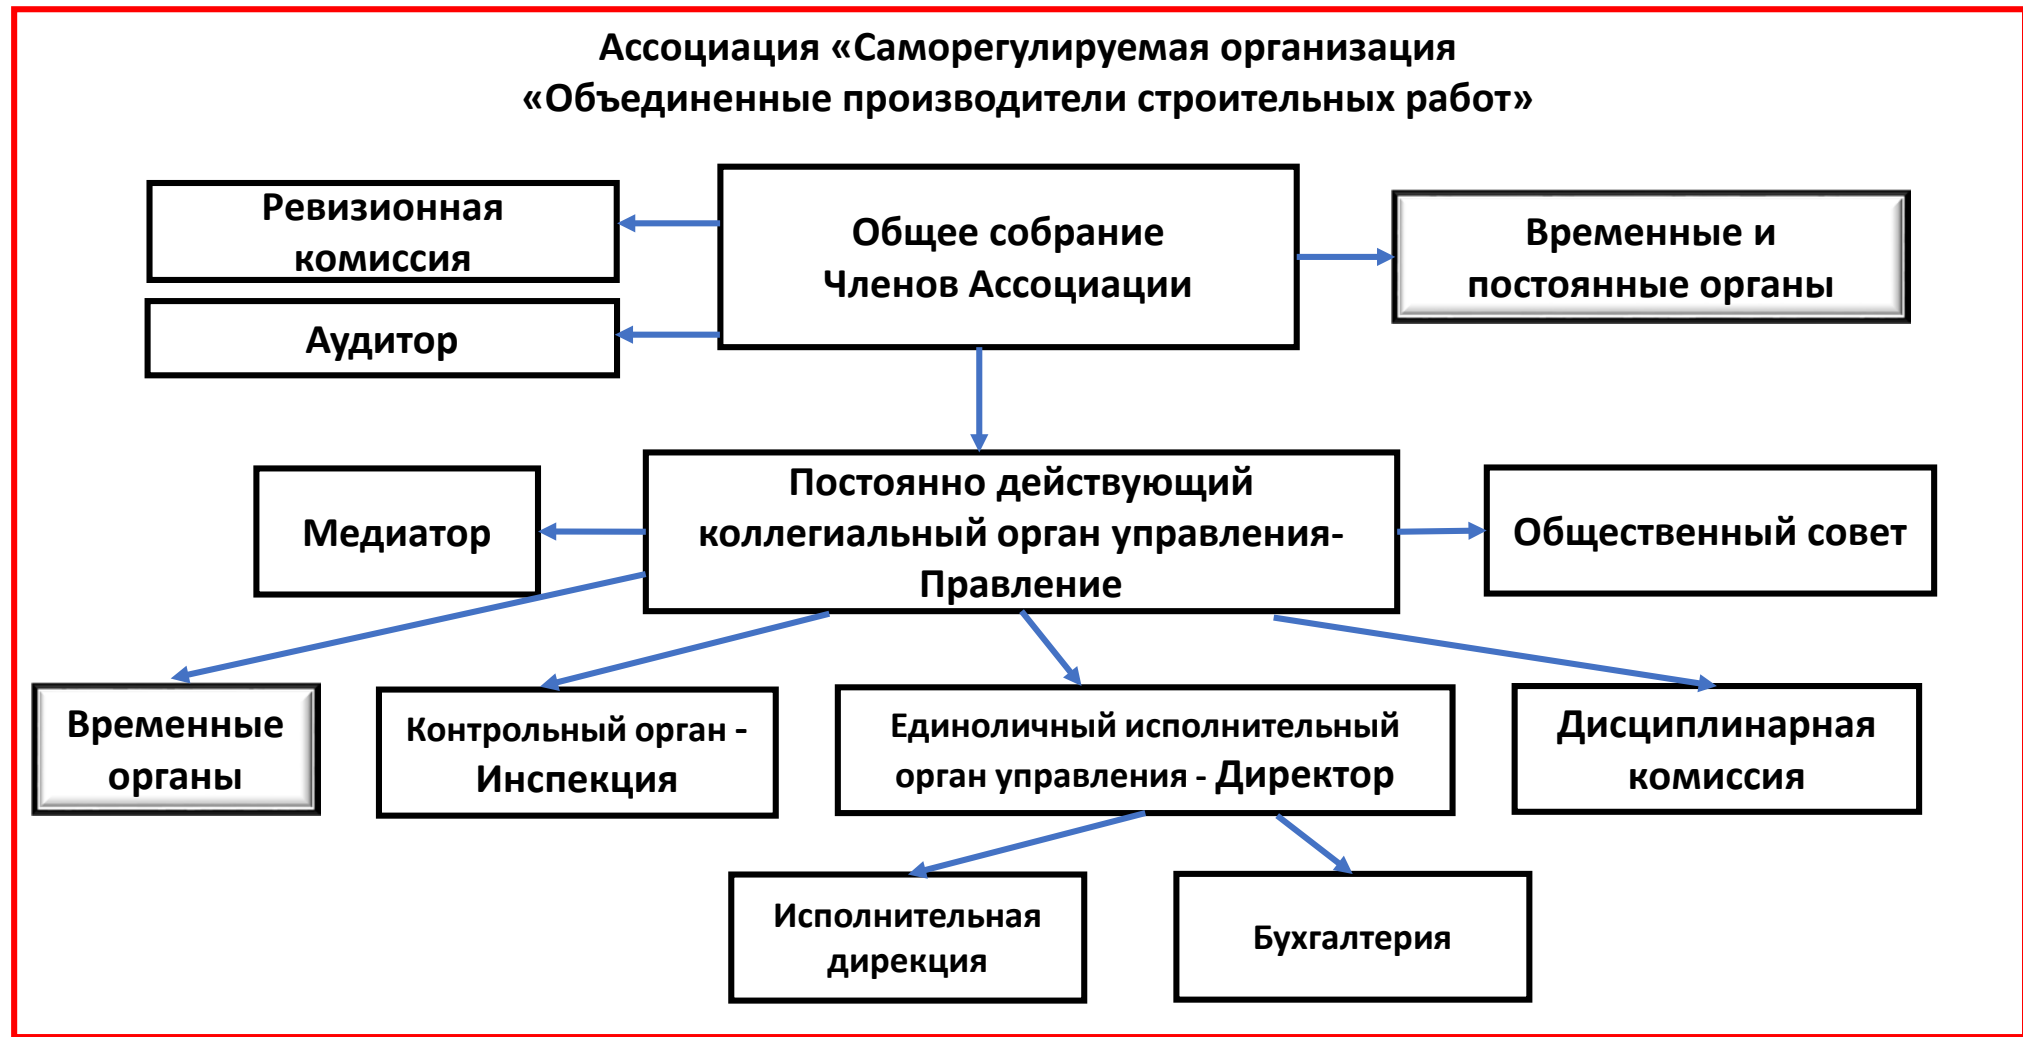 Ассоциация «Саморегулируемая организация
«Объединенные производители строительных работ»
Ревизионная
комиссия
Аудитор
Общее собрание
Членов Ассоциации
Временные и
постоянные органы
Медиатор
Постоянно действующий
коллегиальный орган управления-
Правление
Общественный совет
Временные
органы
Контрольный орган -
Инспекция
Единоличный исполнительный
орган управления - Директор
Дисциплинарная
комиссия
Исполнительная
дирекция
Бухгалтерия